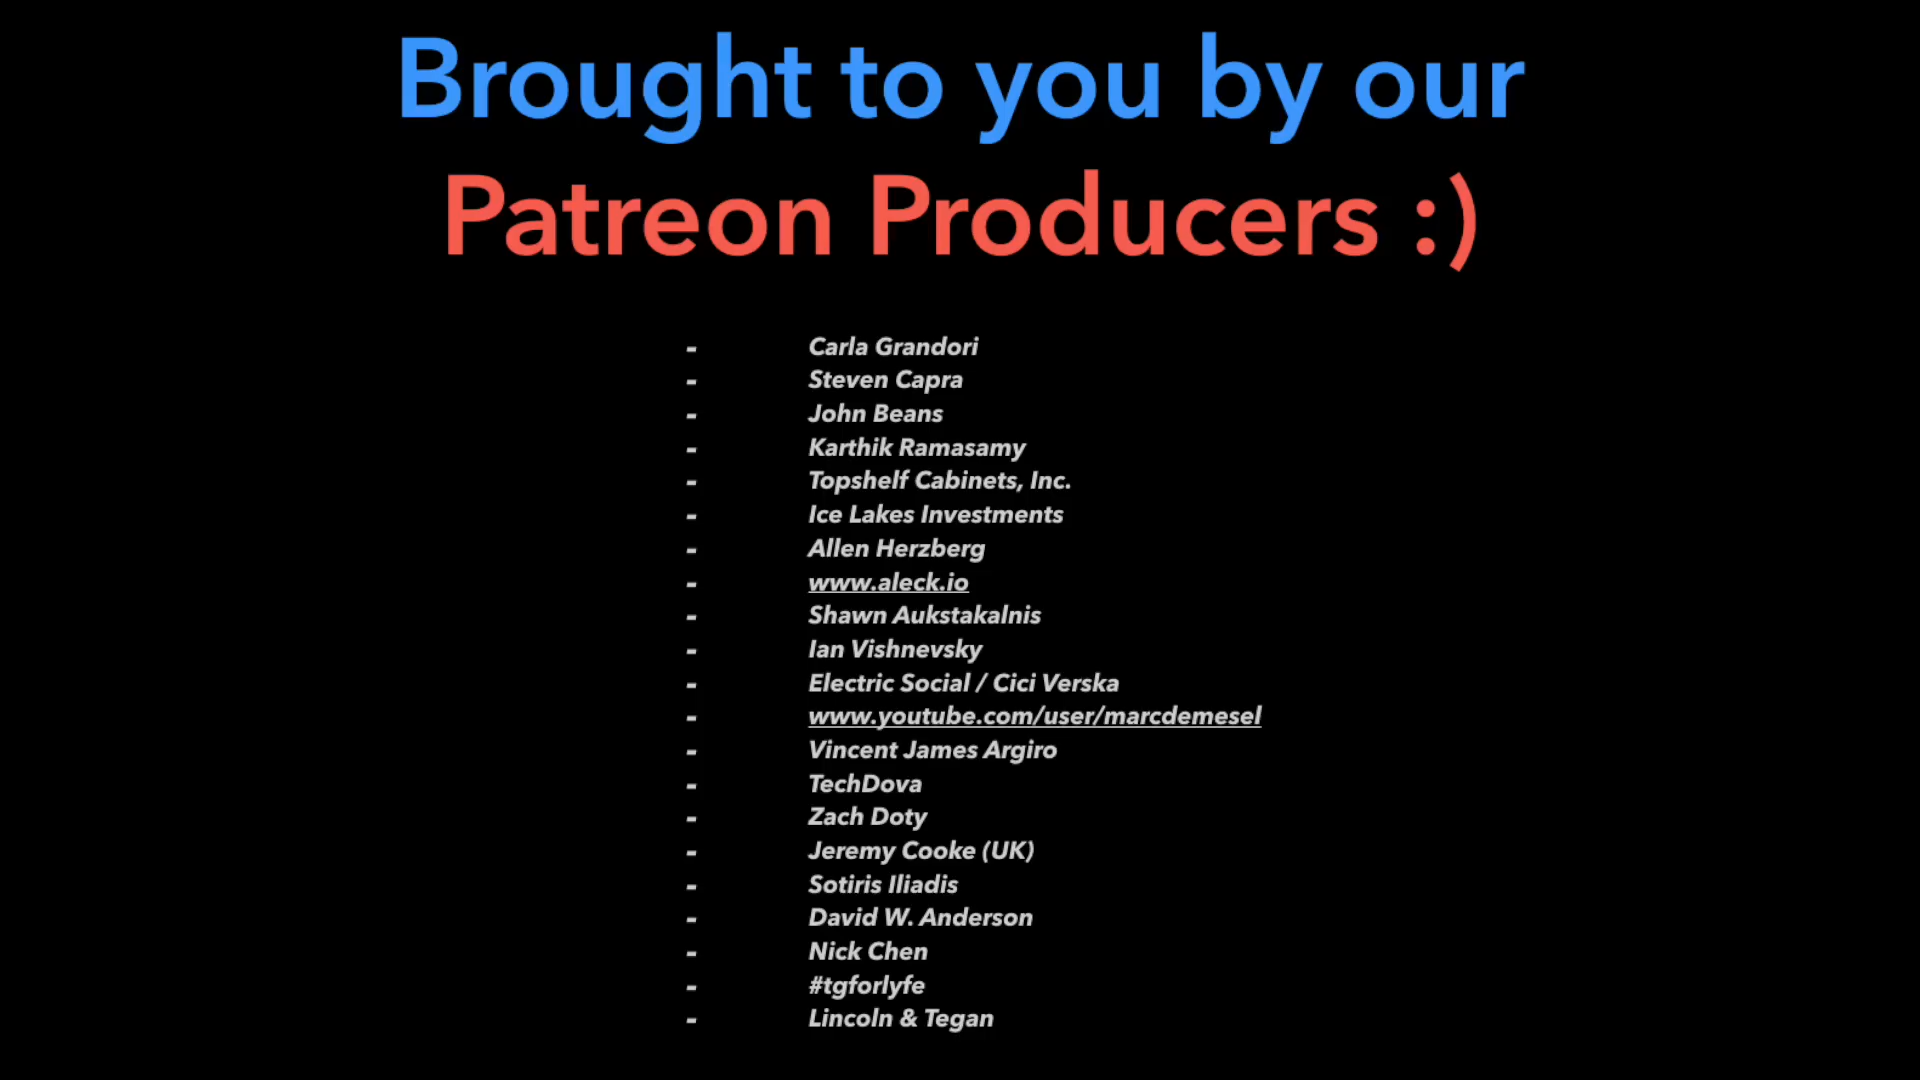 Brought to you by our
Patreon Producers :)
- Carla Grandori
- Steven Capra
- John Beans
- Karthik Ramasamy
- Topshelf Cabinets, Inc.
- Ice Lakes Investments
- Allen Herzberg
- www.aleck.io
- Shawn Aukstakalnis
- Ian Vishnevsky
- Electric Social / Cici Verska
- www.youtube.com/user/marcdemesel
- Vincent James Argiro
- TechDova
- Zach Doty
- Jeremy Cooke (UK)
- Sotiris Iliadis
- David W. Anderson
- Nick Chen
- #tgforlyfe
- Lincoln & Tegan